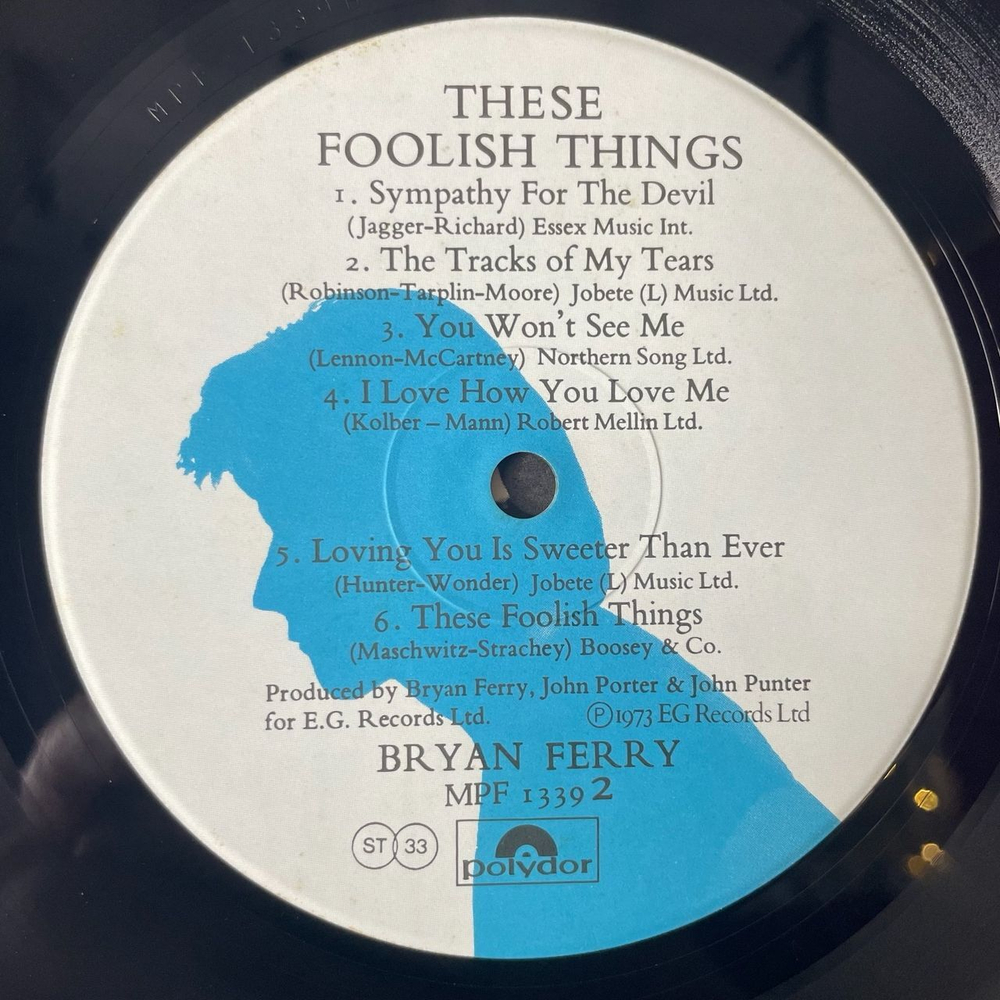 THESE
FOOLISH THINGS
1. Sympathy For The Devil
(Jagger-Richard) Essex Music Int.
2. The Tracks of My Tears
(Robinson-Tarplin-Moore) Jobete (L) Music Ltd.
3. You Won't See Me
(Lennon-McCartney) Northern Song Ltd.
4. I Love How You Love Me
(Kolber – Mann) Robert Mellin Ltd.
5. Loving You Is Sweeter Than Ever
(Hunter-Wonder) Jobete (L) Music Ltd.
6. These Foolish Things
(Maschwitz-Strachey) Boosey & Co.
Produced by Bryan Ferry, John Porter & John Punter
for E.G. Records Ltd. ℗1973 EG Records Ltd
BRYAN FERRY
MPF 1339 2
ST 33
polydor